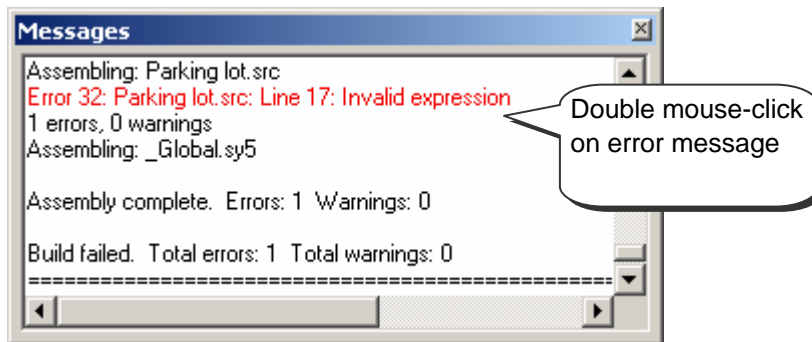 Messages
Assembling: Parking lot.src
Error 32: Parking lot.src: Line 17: Invalid expression
1 errors, 0 warnings
Assembling: _Global.sy5
Assembly complete.  Errors: 1  Warnings: 0
Build failed.  Total errors: 1  Total warnings: 0
================================================
Double mouse-click
on error message